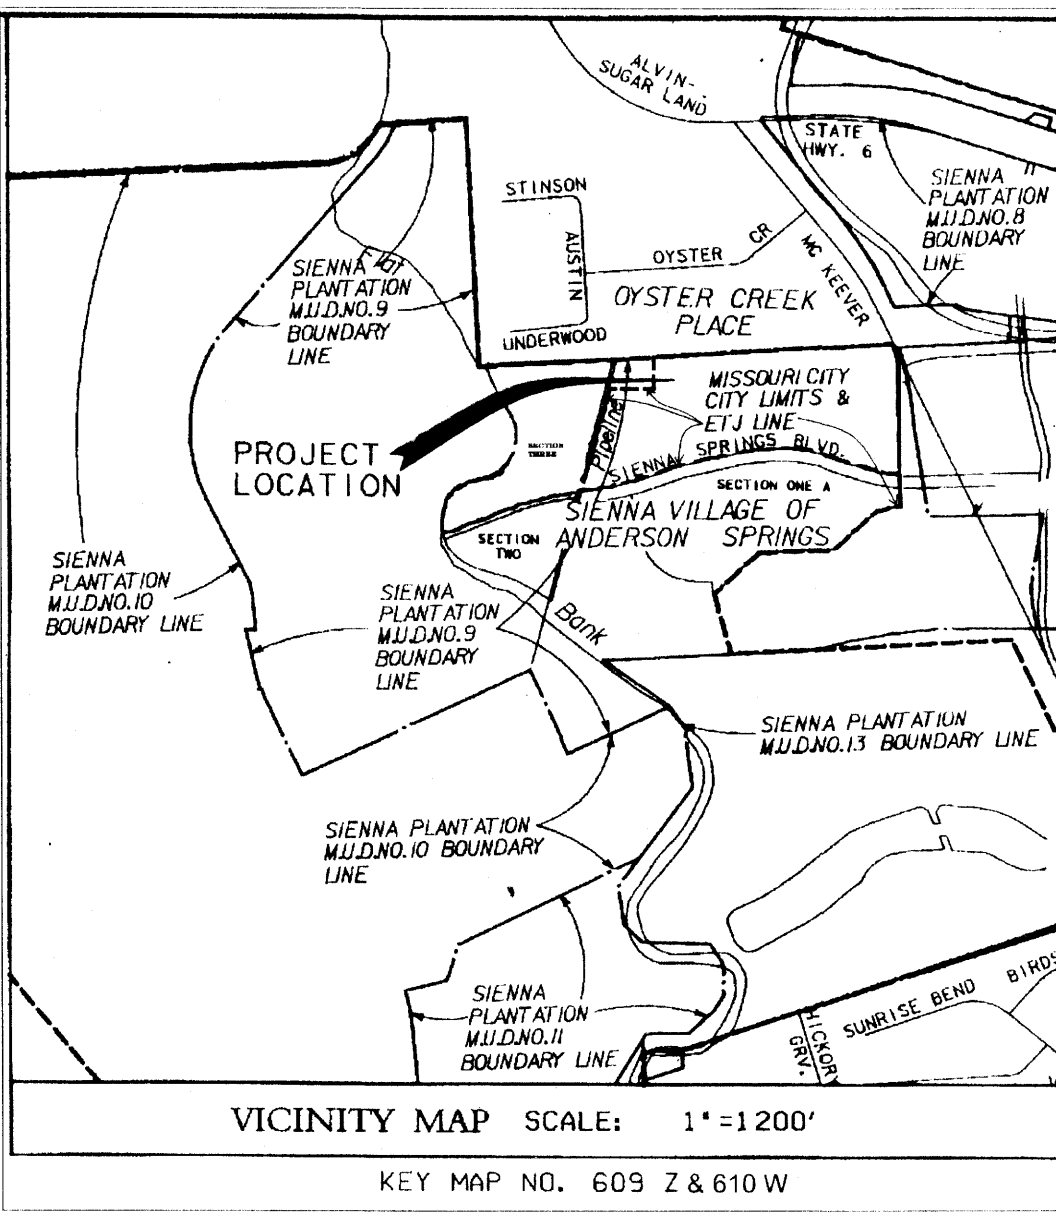 ALVIN-
SUGAR LAND
STATE
HWY. 6
SIENNA
PLANTATION
M.U.D.NO.8
BOUNDARY
LINE
STINSON
AUSTIN
OYSTER CR
MC KEEVER
UNDERWOOD
OYSTER CREEK
PLACE
SIENNA
PLANTATION
M.U.D.NO.9
BOUNDARY
LINE
MISSOURI CITY
CITY LIMITS &
ETJ LINE
PROJECT
LOCATION
SECTION
THREE
Pipeline
SIENNA SPRINGS BLVD.
SECTION ONE A
SIENNA VILLAGE OF
ANDERSON SPRINGS
SECTION
TWO
SIENNA
PLANTATION
M.U.D.NO.10
BOUNDARY LINE
SIENNA
PLANTATION
M.U.D.NO.9
BOUNDARY
LINE
Bank
SIENNA PLANTATION
M.U.D.NO.13 BOUNDARY LINE
SIENNA PLANTATION
M.U.D.NO.10 BOUNDARY
LINE
SIENNA
PLANTATION
M.U.D.NO.11
BOUNDARY LINE
HICKORY
GRV.
SUNRISE BEND
BIRDS
VICINITY MAP SCALE: 1"=1200'
KEY MAP NO. 609 Z & 610 W